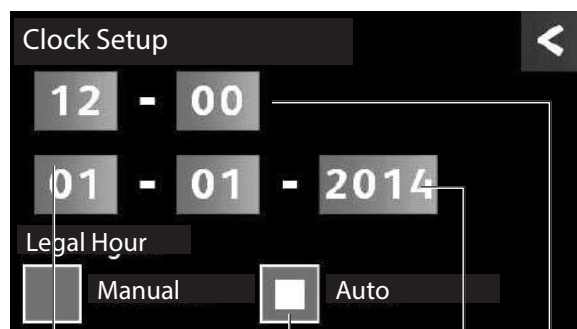 Clock Setup <
12 - 00
01 - 01 - 2014
Legal Hour
Manual Auto